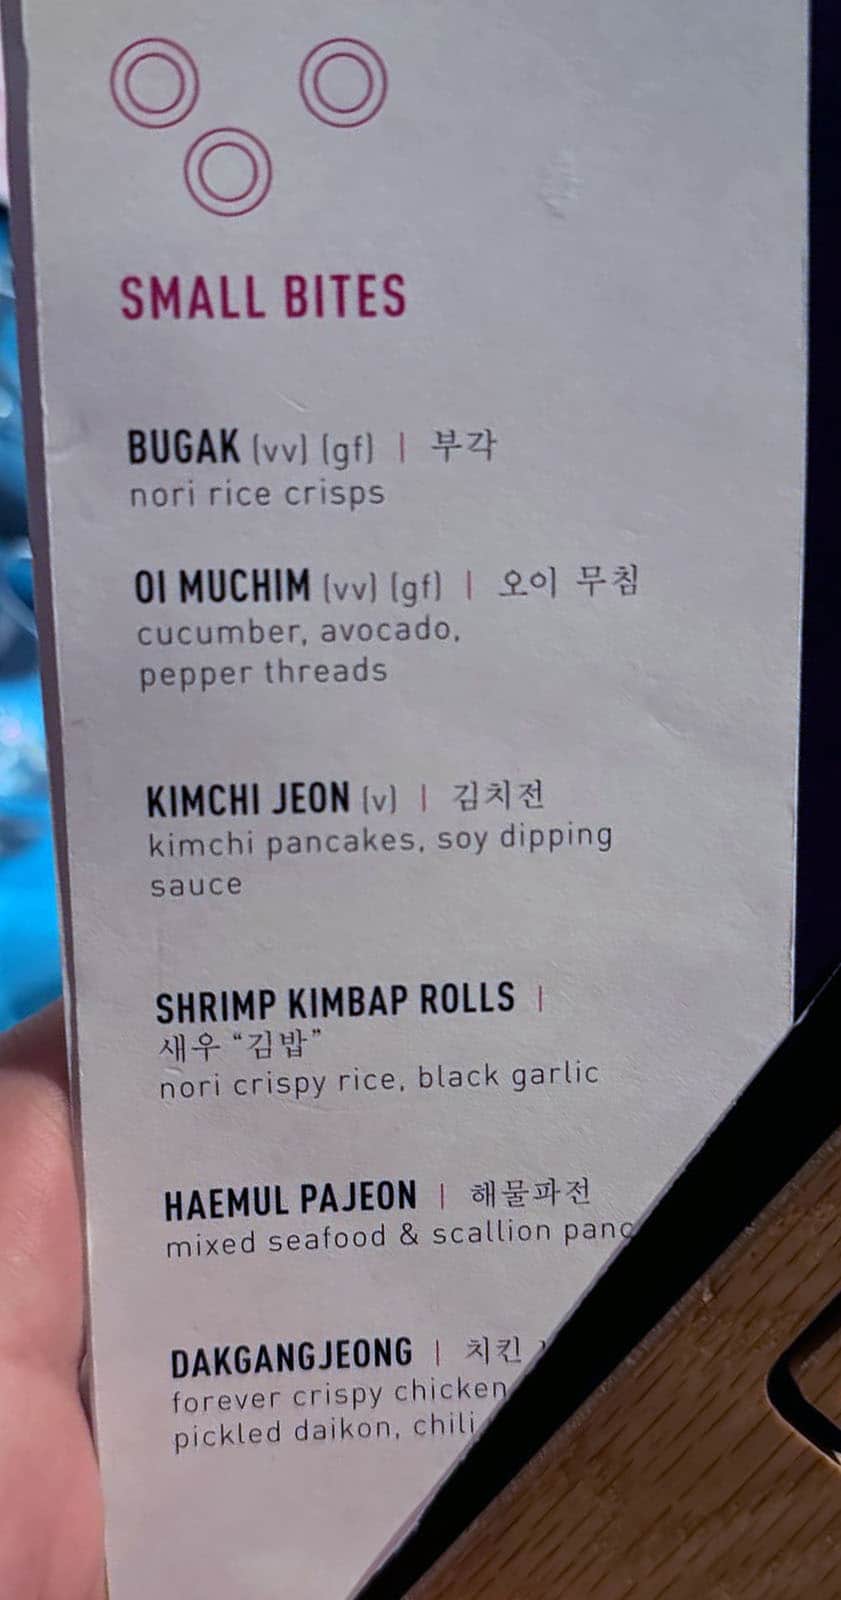 SMALL BITES
BUGAK (vv) (gf) | 부각
nori rice crisps
OI MUCHIM (vv) (gf) | 오이 무침
cucumber, avocado,
pepper threads
KIMCHI JEON (v) | 김치전
kimchi pancakes, soy dipping
sauce
SHRIMP KIMBAP ROLLS |
새우 “김밥”
nori crispy rice, black garlic
HAEMUL PAJEON | 해물파전
mixed seafood & scallion
DAKGANGJEONG | 치킨
forever crispy chicken
pickled daikon, chili